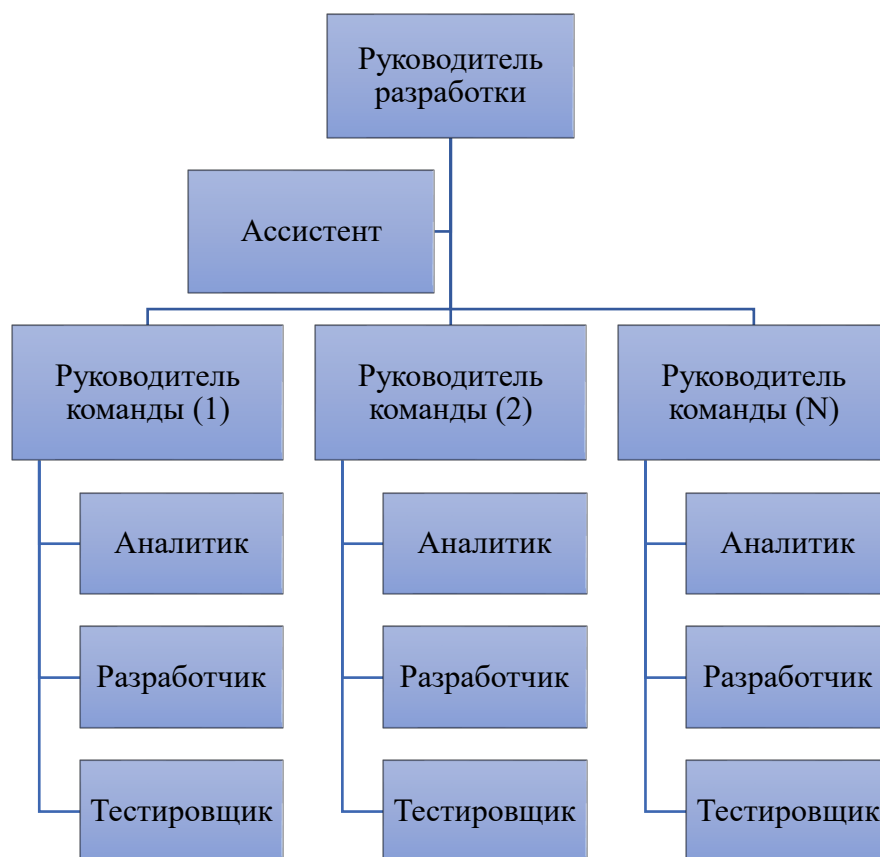 Руководитель
разработки
Ассистент
Руководитель
команды (1)
Руководитель
команды (2)
Руководитель
команды (N)
Аналитик
Аналитик
Аналитик
Разработчик
Разработчик
Разработчик
Тестировщик
Тестировщик
Тестировщик